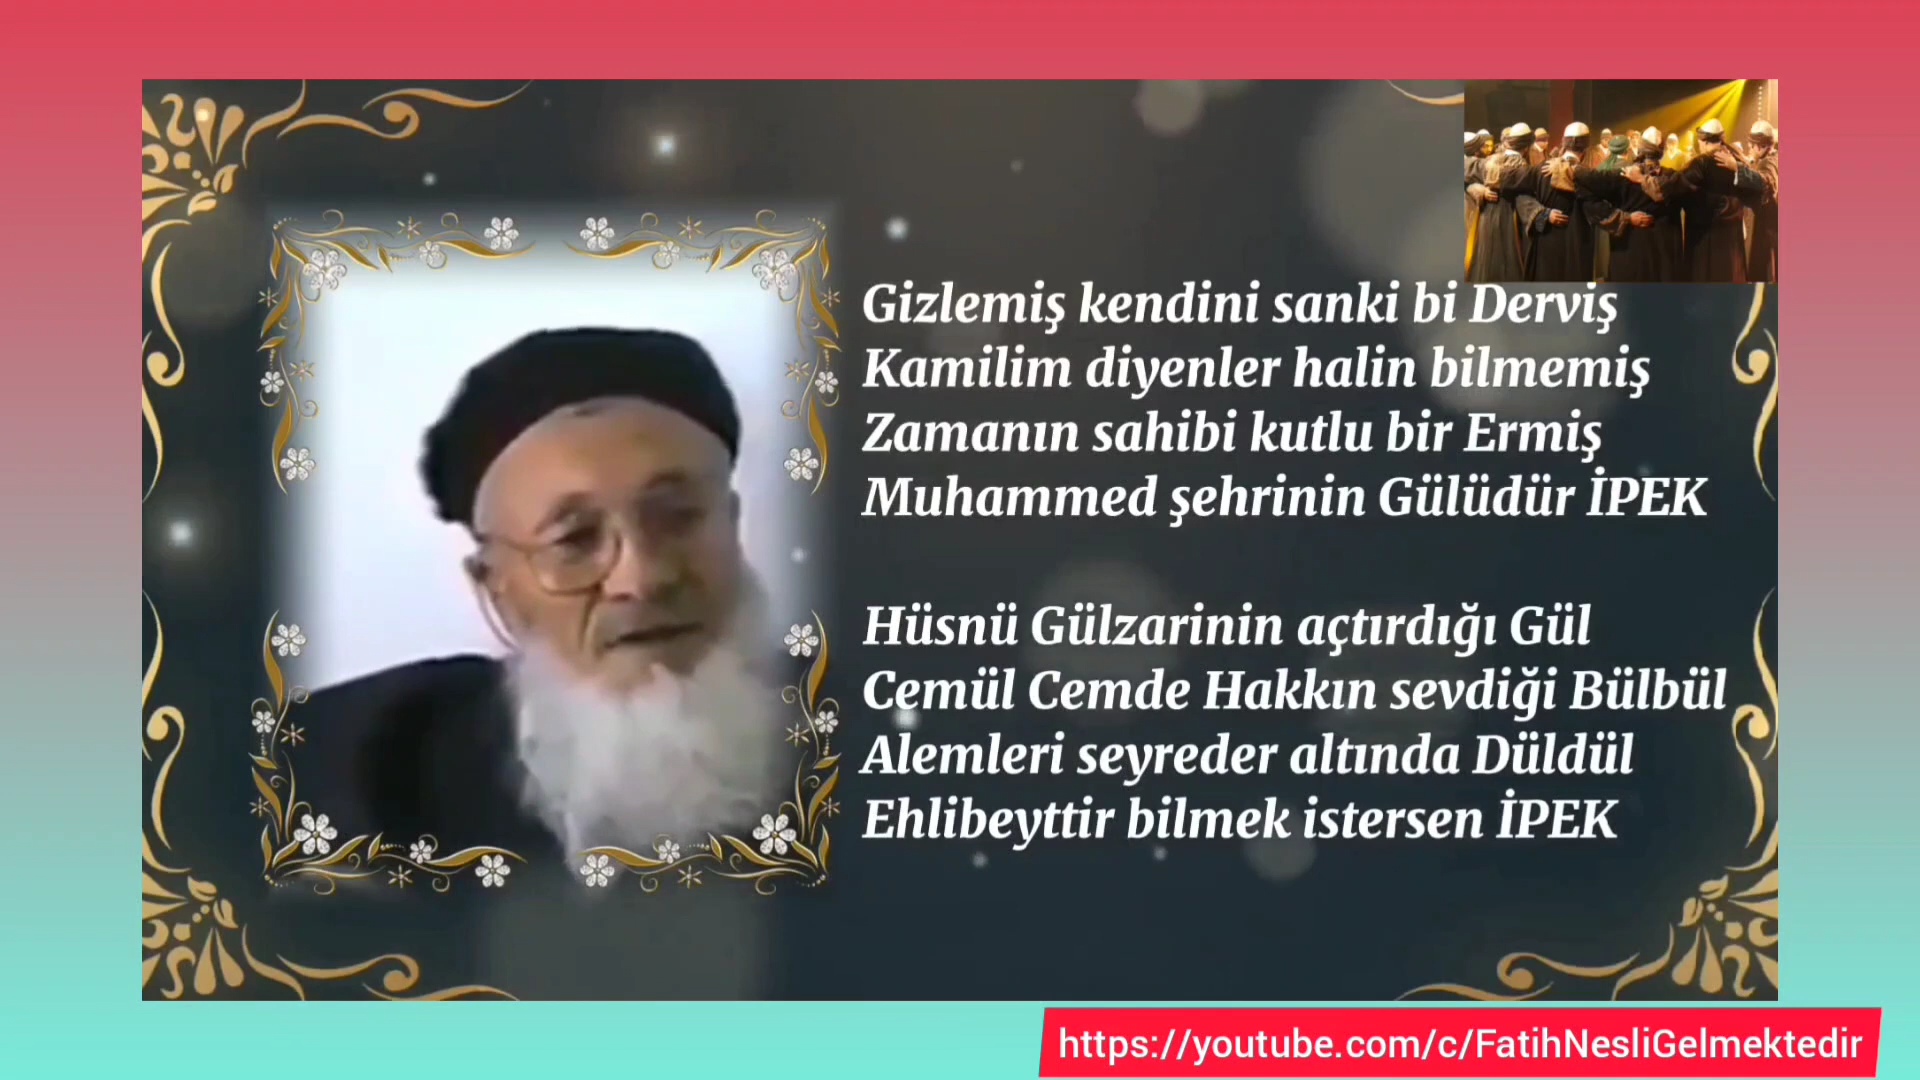 Gizlemiş kendini sanki bi Derviş
Kamilim diyenler halin bilmemiş
Zamanın sahibi kutlu bir Ermiş
Muhammed şehrinin Gülüdür İPEK
Hüsnü Gülzarinin açtırdığı Gül
Cemül Cemde Hakkın sevdiği Bülbül
Alemleri seyreder altında Düldül
Ehlibeyttir bilmek istersen İPEK
https://youtube.com/c/FatihNesliGelmektedir